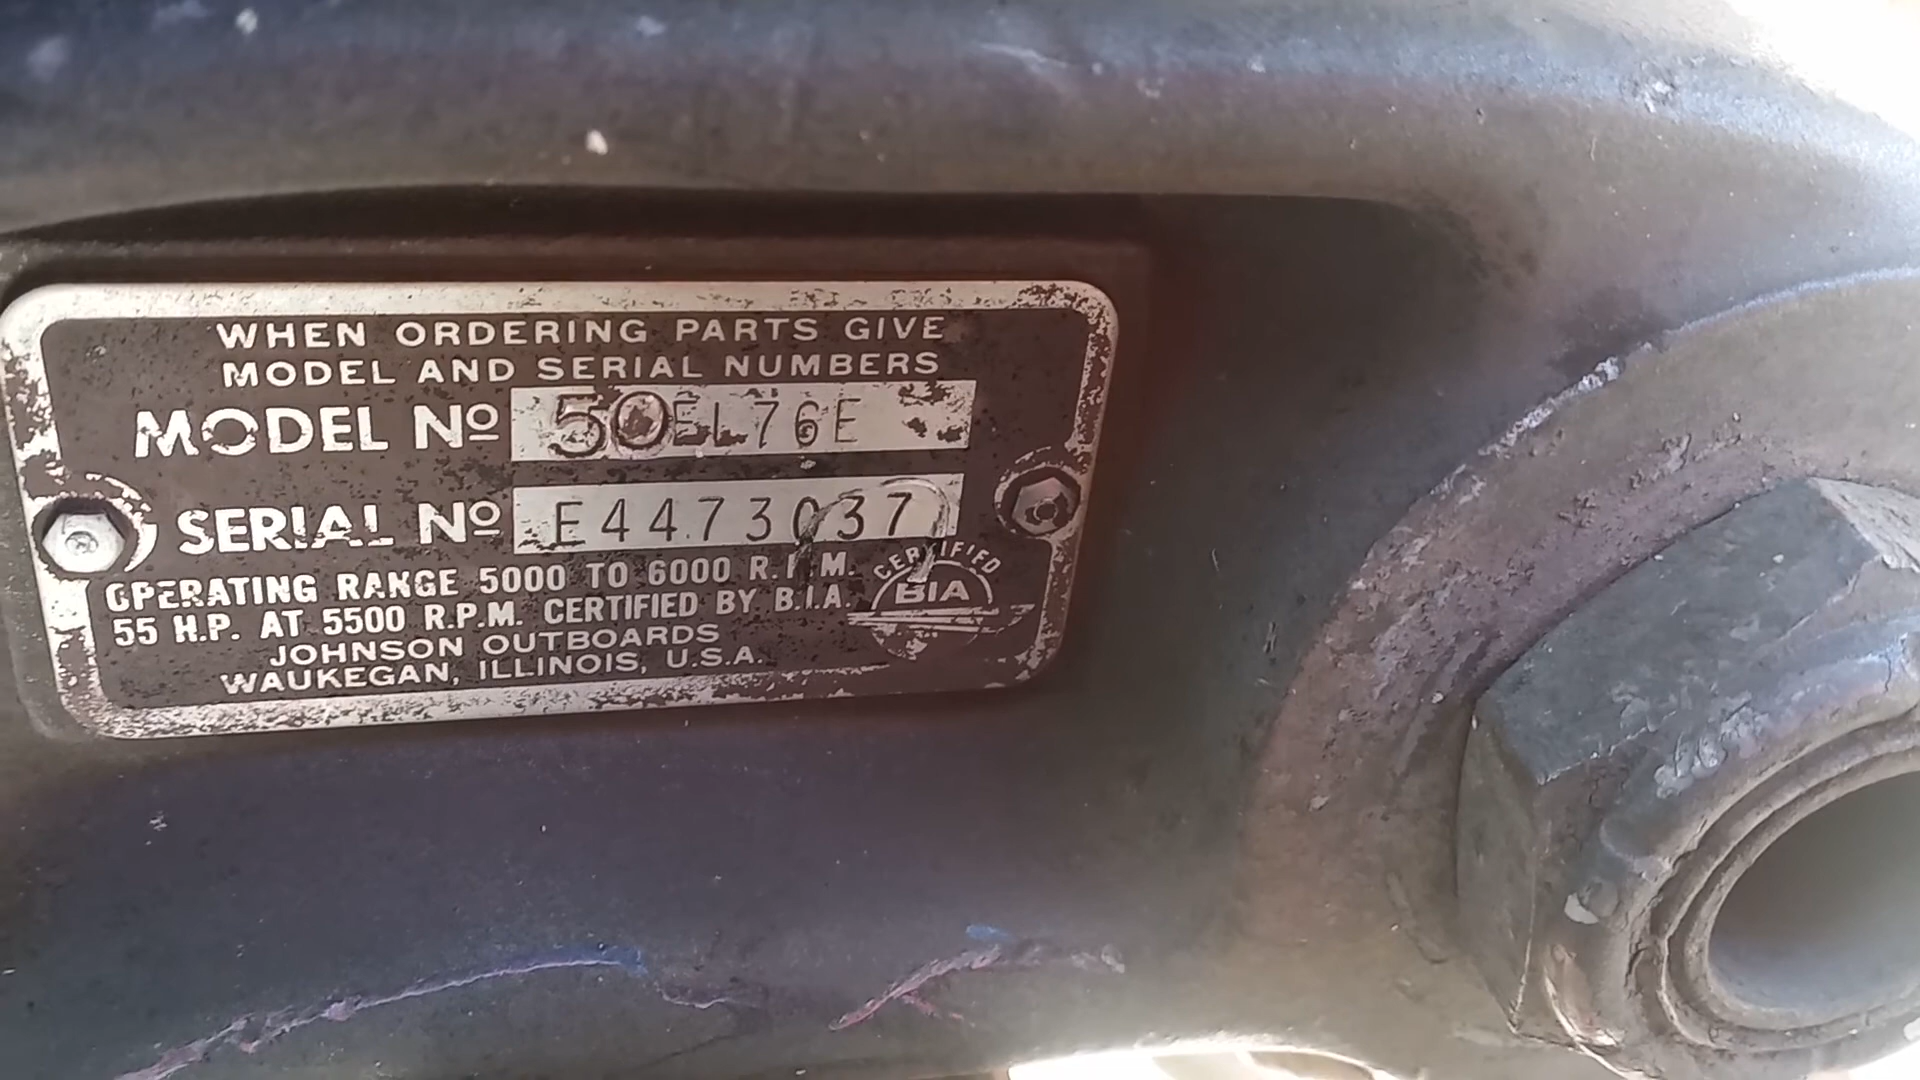 WHEN ORDERING PARTS GIVE
MODEL AND SERIAL NUMBERS
MODEL Nº 50EL76E
SERIAL Nº E4473037
OPERATING RANGE 5000 TO 6000 R.P.M.
55 H.P. AT 5500 R.P.M. CERTIFIED BY B.I.A.
JOHNSON OUTBOARDS
WAUKEGAN, ILLINOIS, U.S.A.
CERTIFIED
BIA